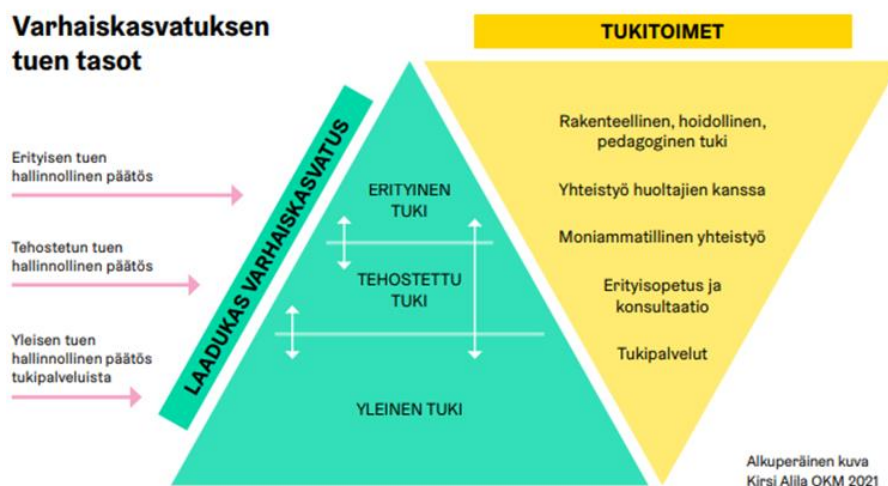 Varhaiskasvatuksen
tuen tasot
Erityisen tuen
hallinnollinen päätös
Tehostetun tuen
hallinnollinen päätös
Yleisen tuen
hallinnollinen päätös
tukipalveluista
LAADUKAS VARHAISKASVATUS
ERITYINEN
TUKI
TEHOSTETTU
TUKI
YLEINEN TUKI
TUKITOIMET
Rakenteellinen, hoidollinen,
pedagoginen tuki
Yhteistyö huoltajien kanssa
Moniammatillinen yhteistyö
Erityisopetus ja
konsultaatio
Tukipalvelut
Alkuperäinen kuva
Kirsi Alila OKM 2021